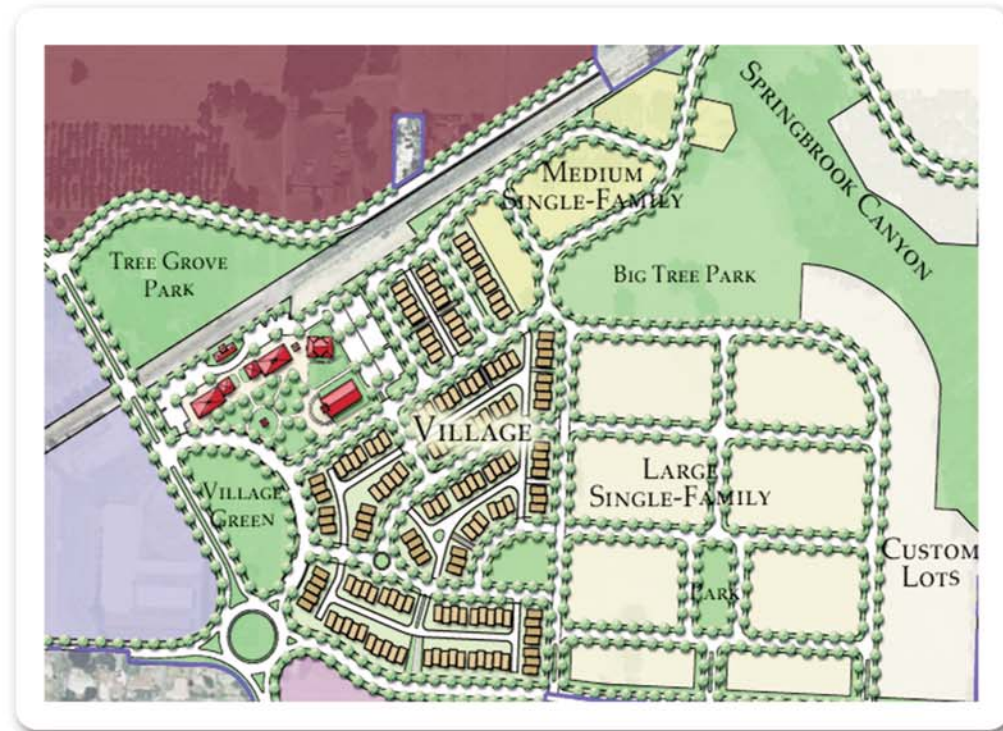 SPRINGBROOK CANYON
MEDIUM
SINGLE-FAMILY
TREE GROVE
PARK
BIG TREE PARK
VILLAGE
VILLAGE
GREEN
LARGE
SINGLE-FAMILY
CUSTOM
LOTS
PARK